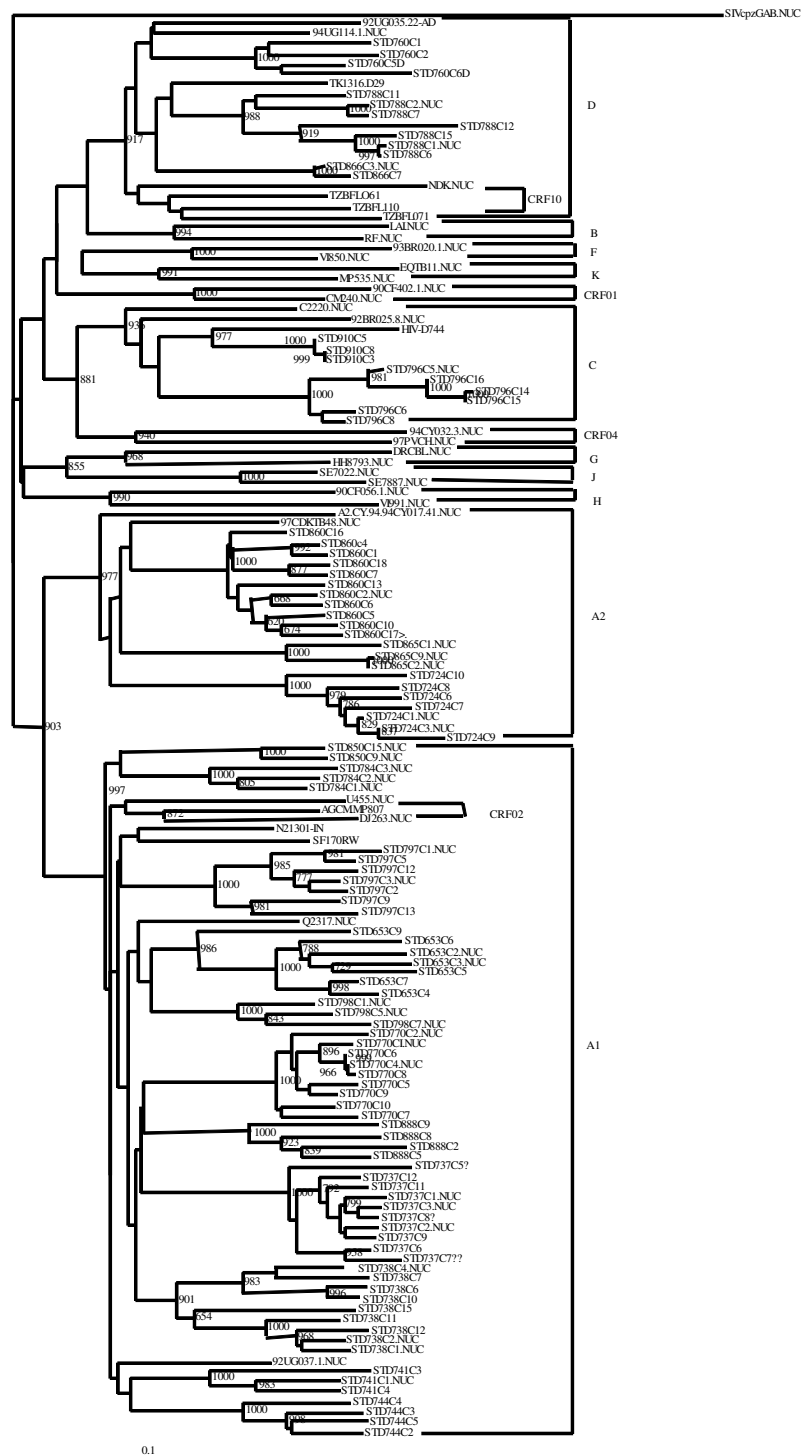 SIVcpzGAB.NUC
92UG035.22-AD
94UG114.1.NUC
STD760C1
STD760C2
1000
STD760C5D
STD760C6D
TK1316.D29
STD788C11
STD788C2.NUC
1000
STD788C7
988
D
STD788C12
919
STD788C15
917
1000
STD788C1.NUC
997
STD788C6
STD866C3.NUC
1000
STD866C7
NDK.NUC
TZBFLO61
CRF10
TZBFL110
TZBFL071
LAI.NUC
994
B
RF.NUC
93BR020.1.NUC
1000
F
VI850.NUC
EQTB11.NUC
991
K
MP535.NUC
90CF402.1.NUC
1000
CRF01
CM240.NUC
C2220.NUC
92BR025.8.NUC
HIV-D744
977
1000
STD910C5
STD910C8
999
STD910C3
C
STD796C5.NUC
981
STD796C16
881
1000
STD796C14
1000
STD796C15
STD796C6
STD796C8
94CY032.3.NUC
940
CRF04
97PVCH.NUC
DRCBL.NUC
968
G
HH8793.NUC
855
SE7022.NUC
1000
J
SE7887.NUC
90CF056.1.NUC
990
H
VI991.NUC
A2.CY.94.94CY017.41.NUC
97CDKTB48.NUC
STD860C16
STD860c4
992
STD860C1
1000
STD860C18
977
877
STD860C7
STD860C13
STD860C2.NUC
668
STD860C6
STD860C5
A2
620
STD860C10
674
STD860C17>.
STD865C1.NUC
1000
STD865C9.NUC
1000
STD865C2.NUC
STD724C10
1000
STD724C8
979
STD724C6
786
STD724C7
STD724C1.NUC
829
903
STD724C3.NUC
837
STD724C9
STD850C15.NUC
1000
STD850C9.NUC
STD784C3.NUC
1000
STD784C2.NUC
805
STD784C1.NUC
997
U455.NUC
AGCMMP807
872
CRF02
DJ263.NUC
N21301-IN
SF170RW
STD797C1.NUC
981
STD797C5
985
STD797C12
777
STD797C3.NUC
1000
STD797C2
STD797C9
981
STD797C13
Q2317.NUC
STD653C9
STD653C6
986
788
STD653C2.NUC
STD653C3.NUC
1000
729
STD653C5
STD653C7
998
STD653C4
STD798C1.NUC
1000
STD798C5.NUC
843
STD798C7.NUC
STD770C2.NUC
STD770Cl.NUC
A1
896
STD770C6
999
STD770C4.NUC
966
STD770C8
1000
STD770C5
STD770C9
STD770C10
STD770C7
STD888C9
1000
STD888C8
923
STD888C2
839
STD888C5
STD737C5?
STD737C12
1000
792
STD737C11
STD737C1.NUC
799
STD737C3.NUC
STD737C8?
STD737C2.NUC
STD737C9
STD737C6
958
STD737C7??
STD738C4.NUC
983
STD738C7
STD738C6
996
STD738C10
901
STD738C15
654
STD738C11
1000
STD738C12
968
STD738C2.NUC
STD738C1.NUC
92UG037.1.NUC
STD741C3
1000
STD741C1.NUC
983
STD741C4
STD744C4
1000
STD744C3
998
STD744C5
STD744C2
0.1